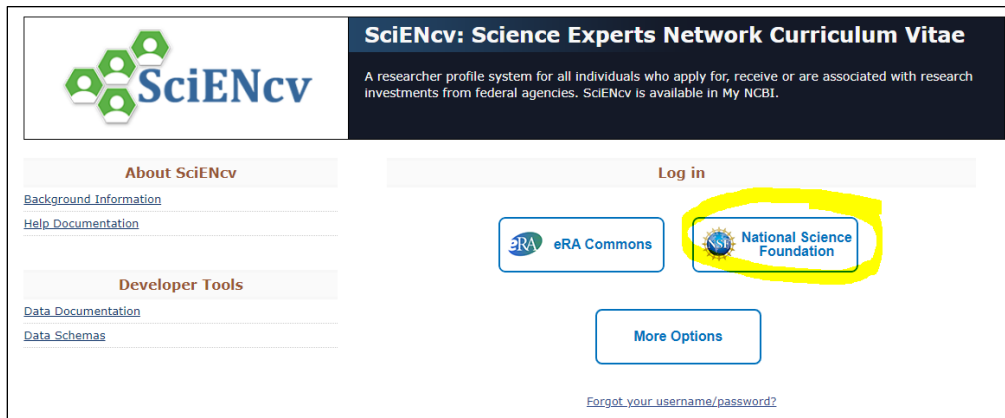 SciENcv
SciENcv: Science Experts Network Curriculum Vitae
A researcher profile system for all individuals who apply for, receive or are associated with research
investments from federal agencies. SciENcv is available in My NCBI.
About SciENcv
Background Information
Help Documentation
Developer Tools
Data Documentation
Data Schemas
Log in
eRA
eRA Commons
NSF
National Science
Foundation
More Options
Forgot your username/password?